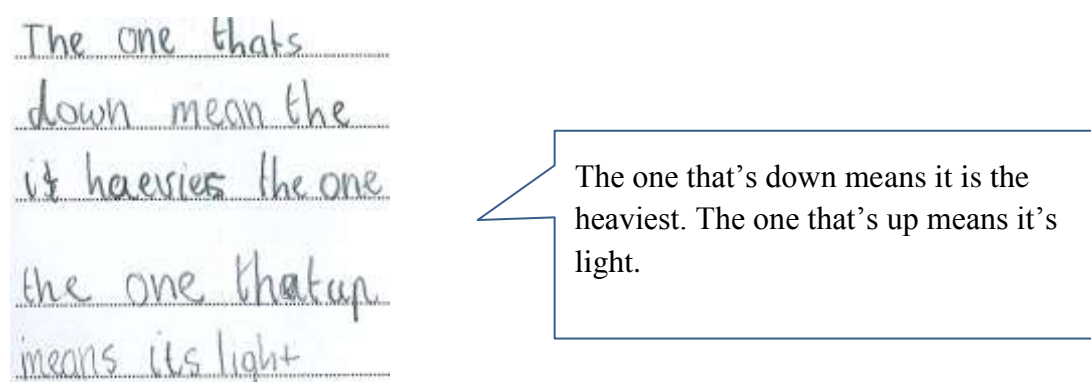 The one thats
down mean the
its haevies the one
the one thatup
means its light
The one that’s down means it is the
heaviest. The one that’s up means it’s
light.